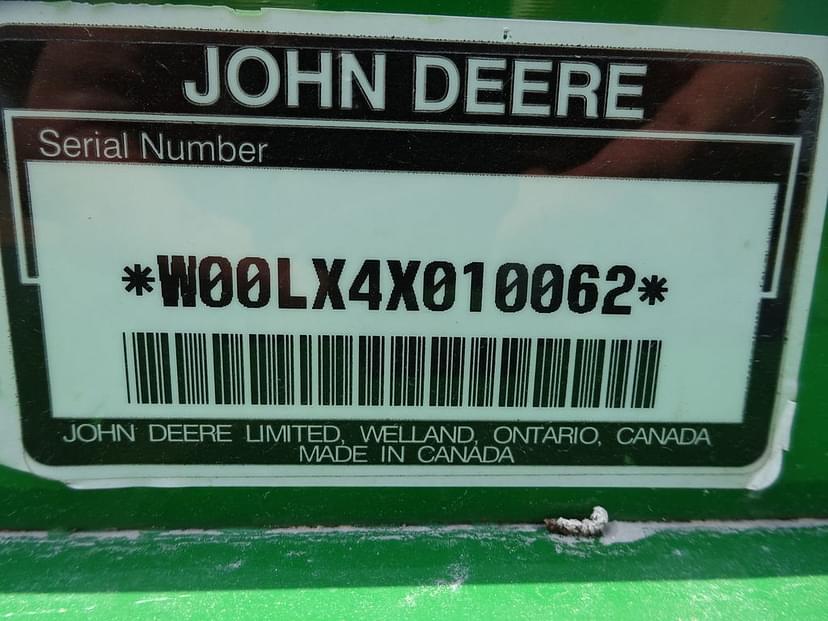 JOHN DEERE
Serial Number
*W00LX4X010062*
JOHN DEERE LIMITED, WELLAND, ONTARIO, CANADA
MADE IN CANADA